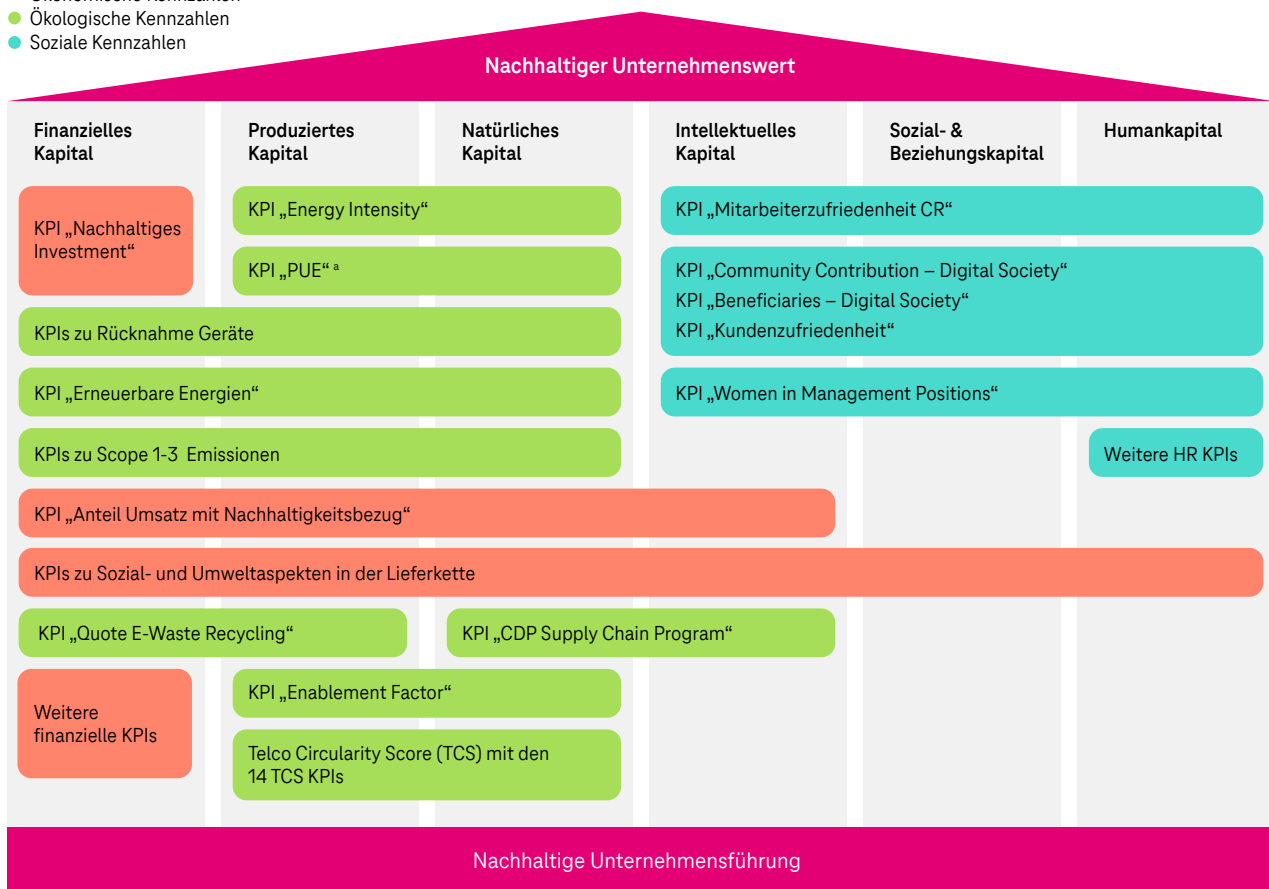 Ökonomische Kennzahlen
Ökologische Kennzahlen
Soziale Kennzahlen
Nachhaltiger Unternehmenswert
Finanzielles
Kapital
Produziertes
Kapital
Natürliches
Kapital
Intellektuelles
Kapital
Sozial- &
Beziehungskapital
Humankapital
KPI „Nachhaltiges
Investment“
KPI „Energy Intensity“
KPI „Mitarbeiterzufriedenheit CR“
KPI „PUE“ a
KPI „Community Contribution – Digital Society“
KPI „Beneficiaries – Digital Society“
KPI „Kundenzufriedenheit“
KPIs zu Rücknahme Geräte
KPI „Erneuerbare Energien“
KPI „Women in Management Positions“
KPIs zu Scope 1-3 Emissionen
Weitere HR KPIs
KPI „Anteil Umsatz mit Nachhaltigkeitsbezug“
KPIs zu Sozial- und Umweltaspekten in der Lieferkette
KPI „Quote E-Waste Recycling“
KPI „CDP Supply Chain Program“
Weitere
finanzielle KPIs
KPI „Enablement Factor“
Telco Circularity Score (TCS) mit den
14 TCS KPIs
Nachhaltige Unternehmensführung